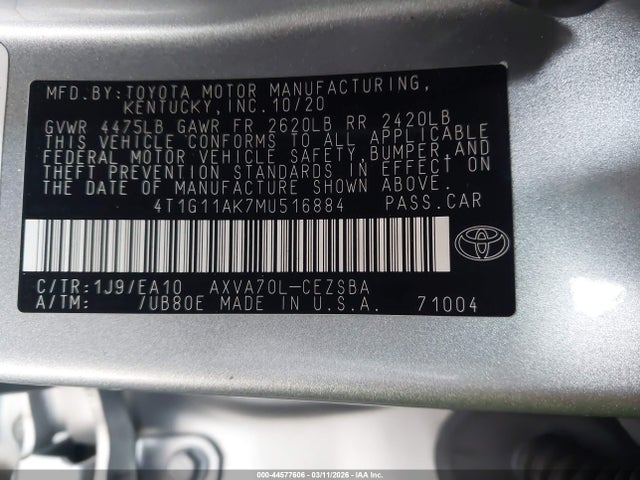 MFD.BY:TOYOTA MOTOR MANUFACTURING,
KENTUCKY,INC.10/20
GVWR 4475LB GAWR FR 2620LB RR 2420LB
THIS VEHICLE CONFORMS TO ALL APPLICABLE
FEDERAL MOTOR VEHICLE SAFETY,BUMPER,AND
THEFT PREVENTION STANDARDS IN EFFECT ON
THE DATE OF MANUFACTURE SHOWN ABOVE.
4T1G11AK7MU516884 PASS.CAR
C/TR:1J9/EA10 AXVA70L-CEZSBA
A/TM: /UB80E MADE IN U.S.A. 71004
000-44577606 | 03/11/2026 | IAA Inc.